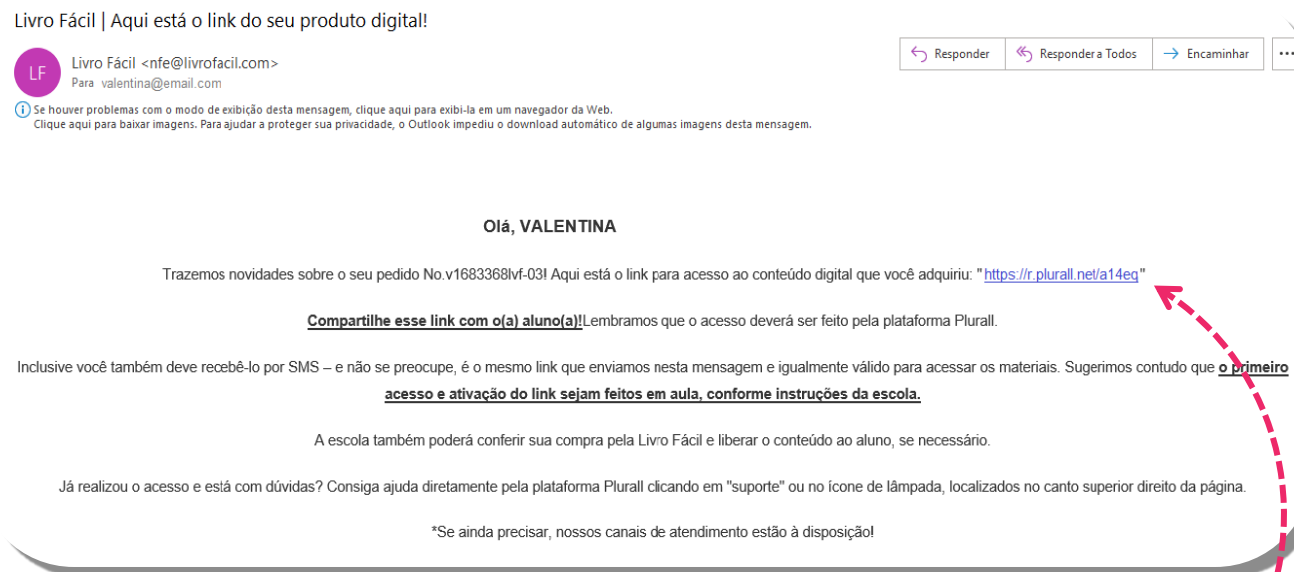 Livro Fácil | Aqui está o link do seu produto digital!
LF
Livro Fácil <nfe@livrofacil.com>
Para valentina@email.com
Responder
Responder a Todos
Encaminhar
...
Se houver problemas com o modo de exibição desta mensagem, clique aqui para exibi-la em um navegador da Web.
Clique aqui para baixar imagens. Para ajudar a proteger sua privacidade, o Outlook impediu o download automático de algumas imagens desta mensagem.
Olá, VALENTINA
Trazemos novidades sobre o seu pedido No.v1683368lvf-03! Aqui está o link para acesso ao conteúdo digital que você adquiriu: "https://r.plurall.net/a14eq"
Compartilhe esse link com o(a) aluno(a)!Lembramos que o acesso deverá ser feito pela plataforma Plurall.
Inclusive você também deve recebê-lo por SMS – e não se preocupe, é o mesmo link que enviamos nesta mensagem e igualmente válido para acessar os materiais. Sugerimos contudo que o primeiro
acesso e ativação do link sejam feitos em aula, conforme instruções da escola.
A escola também poderá conferir sua compra pela Livro Fácil e liberar o conteúdo ao aluno, se necessário.
Já realizou o acesso e está com dúvidas? Consiga ajuda diretamente pela plataforma Plurall clicando em "suporte" ou no ícone de lâmpada, localizados no canto superior direito da página.
*Se ainda precisar, nossos canais de atendimento estão à disposição!